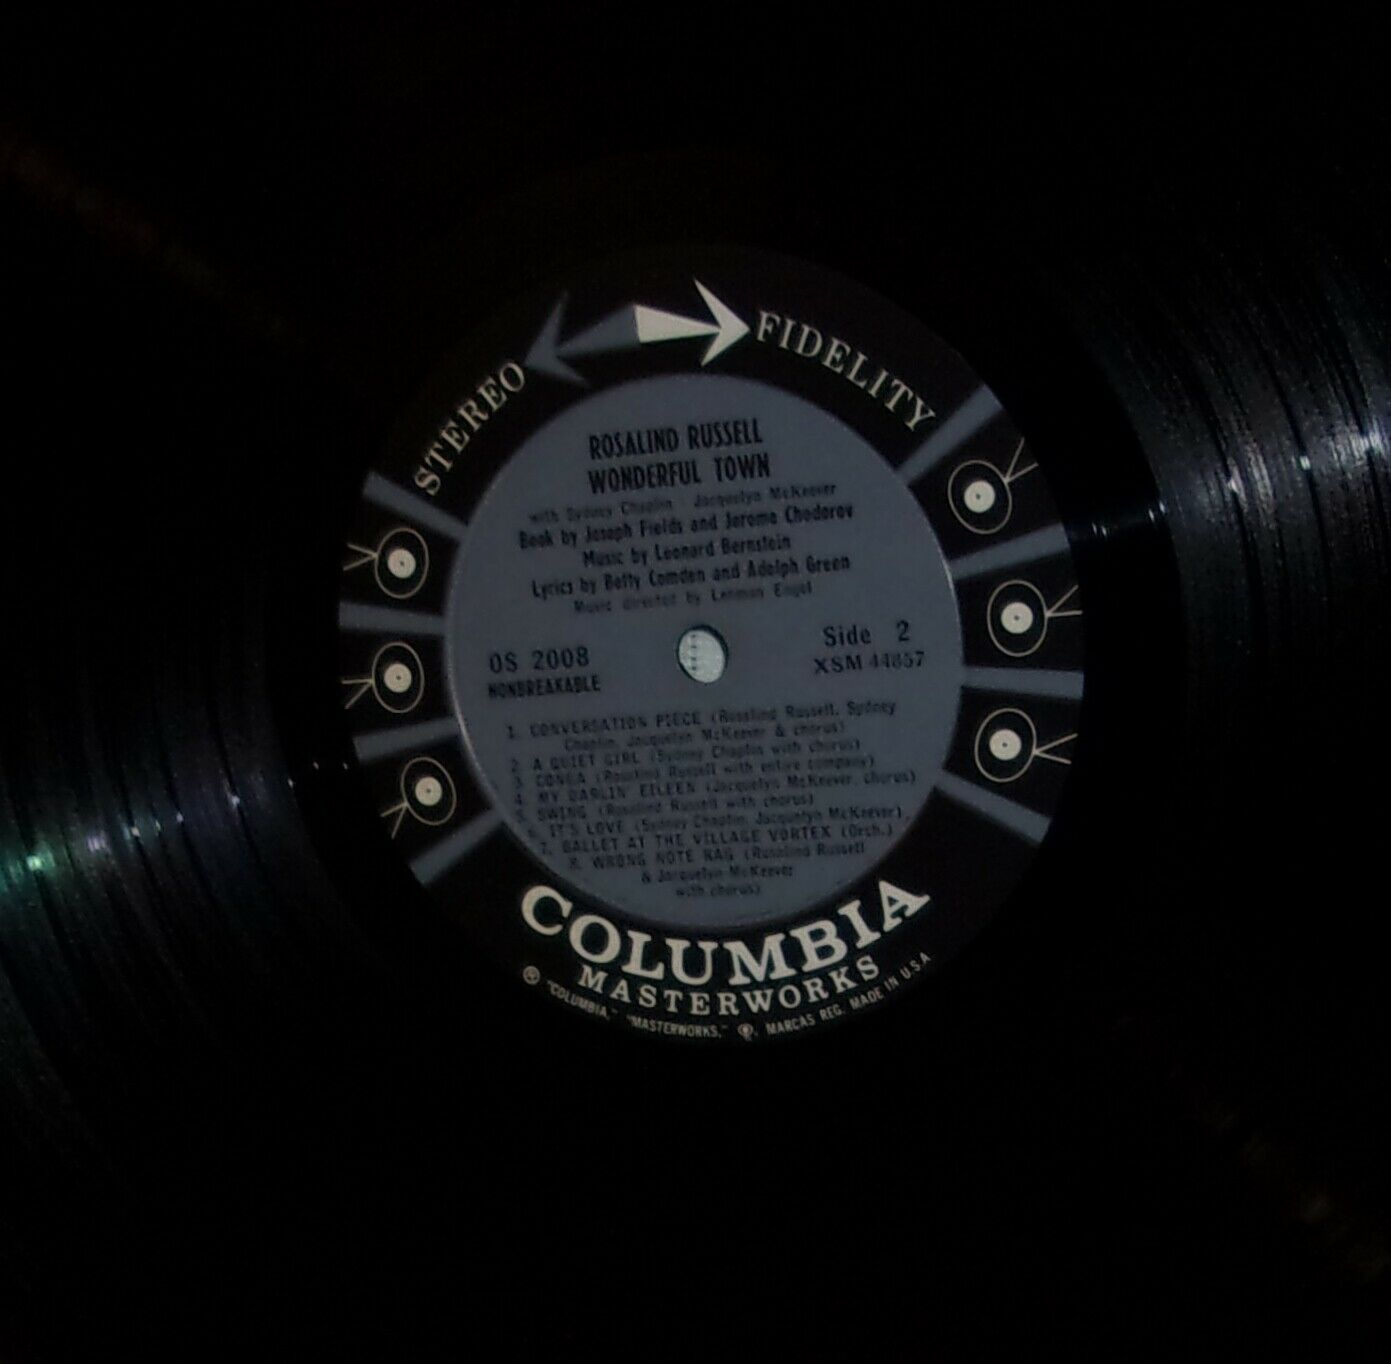 STEREO FIDELITY
ROSALIND RUSSELL
WONDERFUL TOWN
with Sydney Chaplin · Jacquelyn McKeever
Book by Joseph Fields and Jerome Chodorov
Music by Leonard Bernstein
Lyrics by Betty Comden and Adolph Green
Music directed by Lehman Engel
OS 2008
NONBREAKABLE
Side 2
XSM 44857
1. CONVERSATION PIECE (Rosalind Russell, Sydney
Chaplin, Jacquelyn McKeever & chorus)
2. A QUIET GIRL (Sydney Chaplin with chorus)
3. CONGA (Rosalind Russell with entire company)
4. MY DARLIN' EILEEN (Jacquelyn McKeever, chorus)
5. SWING (Rosalind Russell with chorus)
6. IT'S LOVE (Sydney Chaplin, Jacquelyn McKeever)
7. BALLET AT THE VILLAGE VORTEX (Orch.)
8. WRONG NOTE RAG (Rosalind Russell
& Jacquelyn McKeever
with chorus)
COLUMBIA
MASTERWORKS
® "COLUMBIA," "MASTERWORKS," MARCAS REG. MADE IN U.S.A